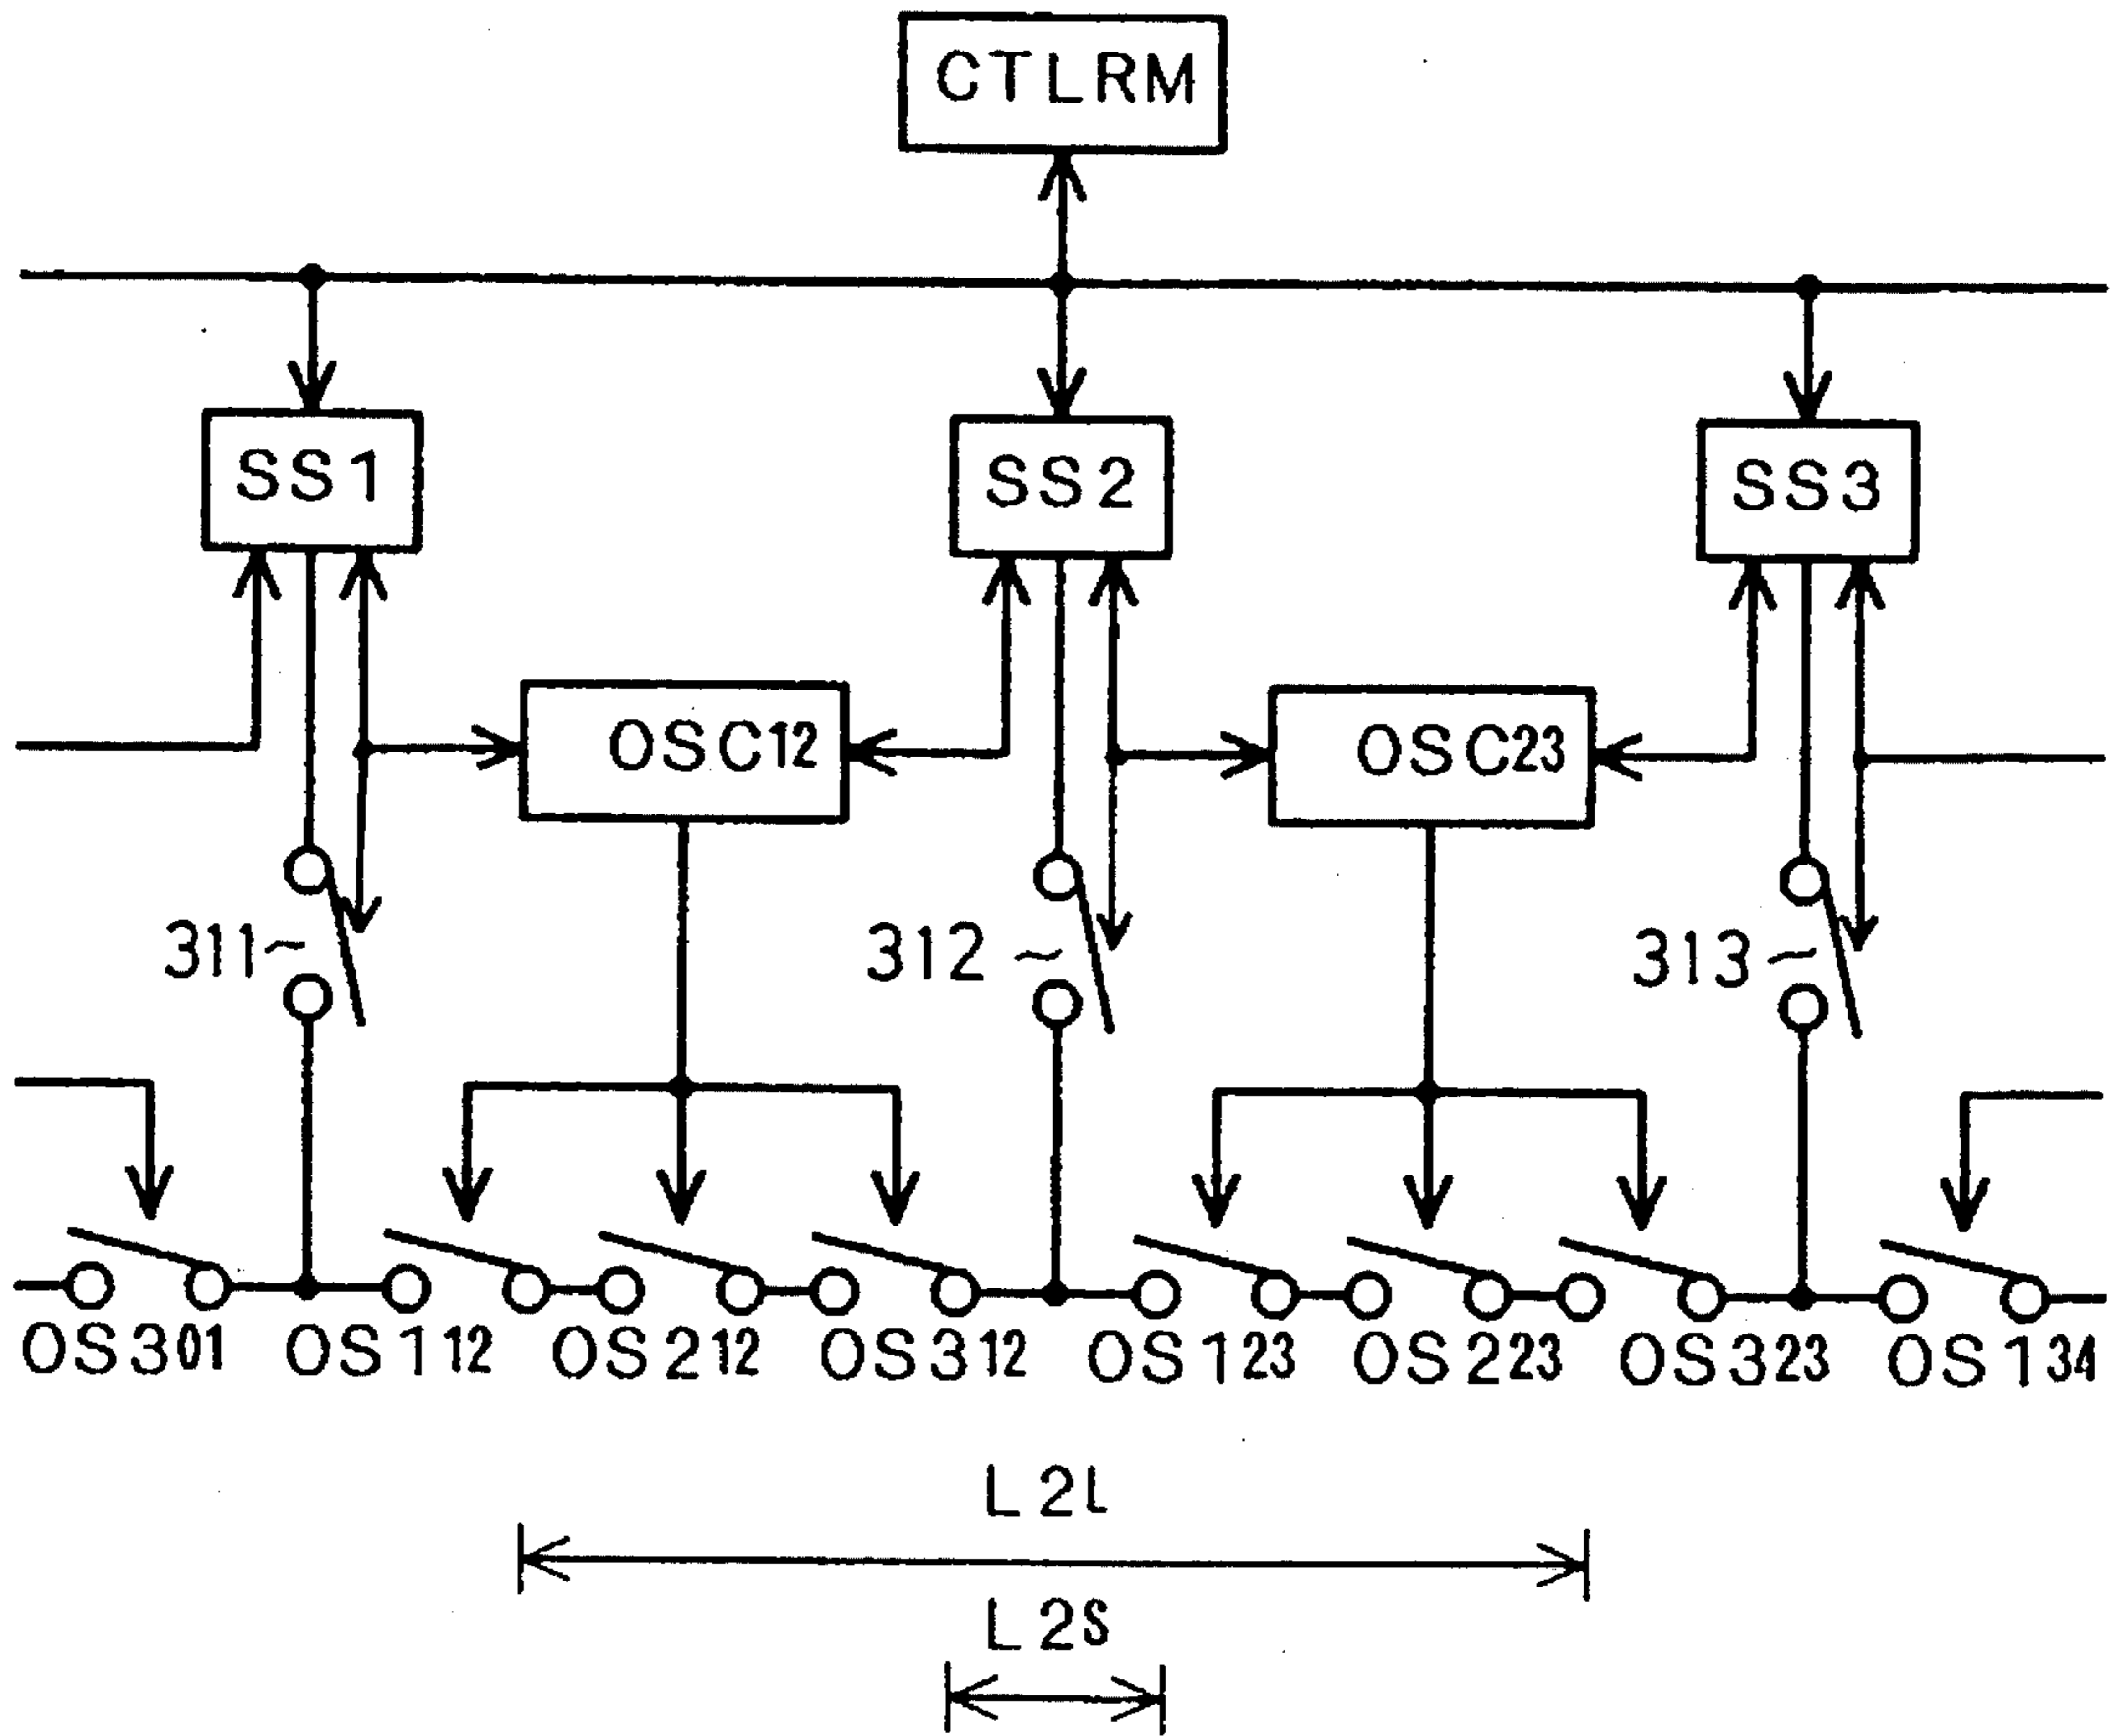 CTLRM
SS1 SS2 SS3
OSC12 OSC23
311~ 312~ 313~
OS301 OS112 OS212 OS312 OS123 OS223 OS323 OS134
L2l
L2S